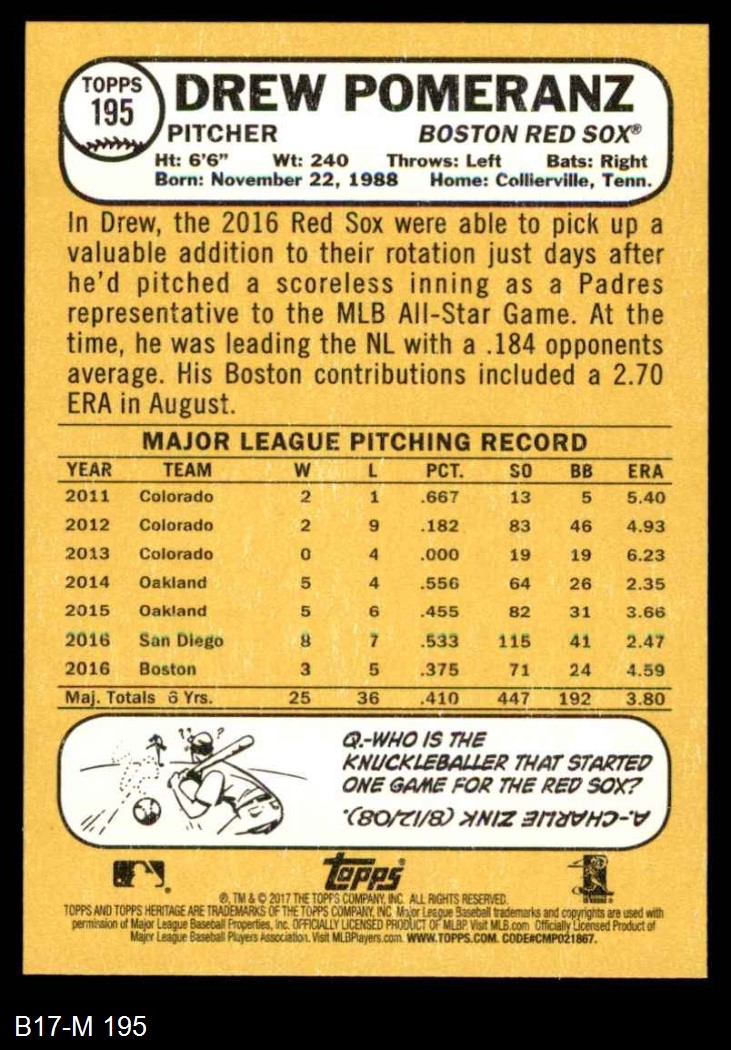 TOPPS
195
DREW POMERANZ
PITCHER BOSTON RED SOX®
Ht: 6'6" Wt: 240 Throws: Left Bats: Right
Born: November 22, 1988 Home: Collierville, Tenn.
In Drew, the 2016 Red Sox were able to pick up a
valuable addition to their rotation just days after
he'd pitched a scoreless inning as a Padres
representative to the MLB All-Star Game. At the
time, he was leading the NL with a .184 opponents
average. His Boston contributions included a 2.70
ERA in August.
MAJOR LEAGUE PITCHING RECORD
YEAR TEAM W L PCT. SO BB ERA
2011 Colorado 2 1 .667 13 5 5.40
2012 Colorado 2 9 .182 83 46 4.93
2013 Colorado 0 4 .000 19 19 6.23
2014 Oakland 5 4 .556 64 26 2.35
2015 Oakland 5 6 .455 82 31 3.66
2016 San Diego 8 7 .533 115 41 2.47
2016 Boston 3 5 .375 71 24 4.59
Maj. Totals 6 Yrs. 25 36 .410 447 192 3.80
? ? ?
Q.-WHO IS THE
KNUCKLEBALLER THAT STARTED
ONE GAME FOR THE RED SOX?
A.-CHARLIE ZINK (8/12/08).
topps®
®, TM & © 2017 THE TOPPS COMPANY, INC. ALL RIGHTS RESERVED.
TOPPS AND TOPPS HERITAGE ARE TRADEMARKS OF THE TOPPS COMPANY, INC. Major League Baseball trademarks and copyrights are used with
permission of Major League Baseball Properties, Inc. OFFICIALLY LICENSED PRODUCT OF MLBP. Visit MLB.com Officially Licensed Product of
Major League Baseball Players Association. Visit MLBPlayers.com. WWW.TOPPS.COM. CODE#CMP021867.
B17-M 195